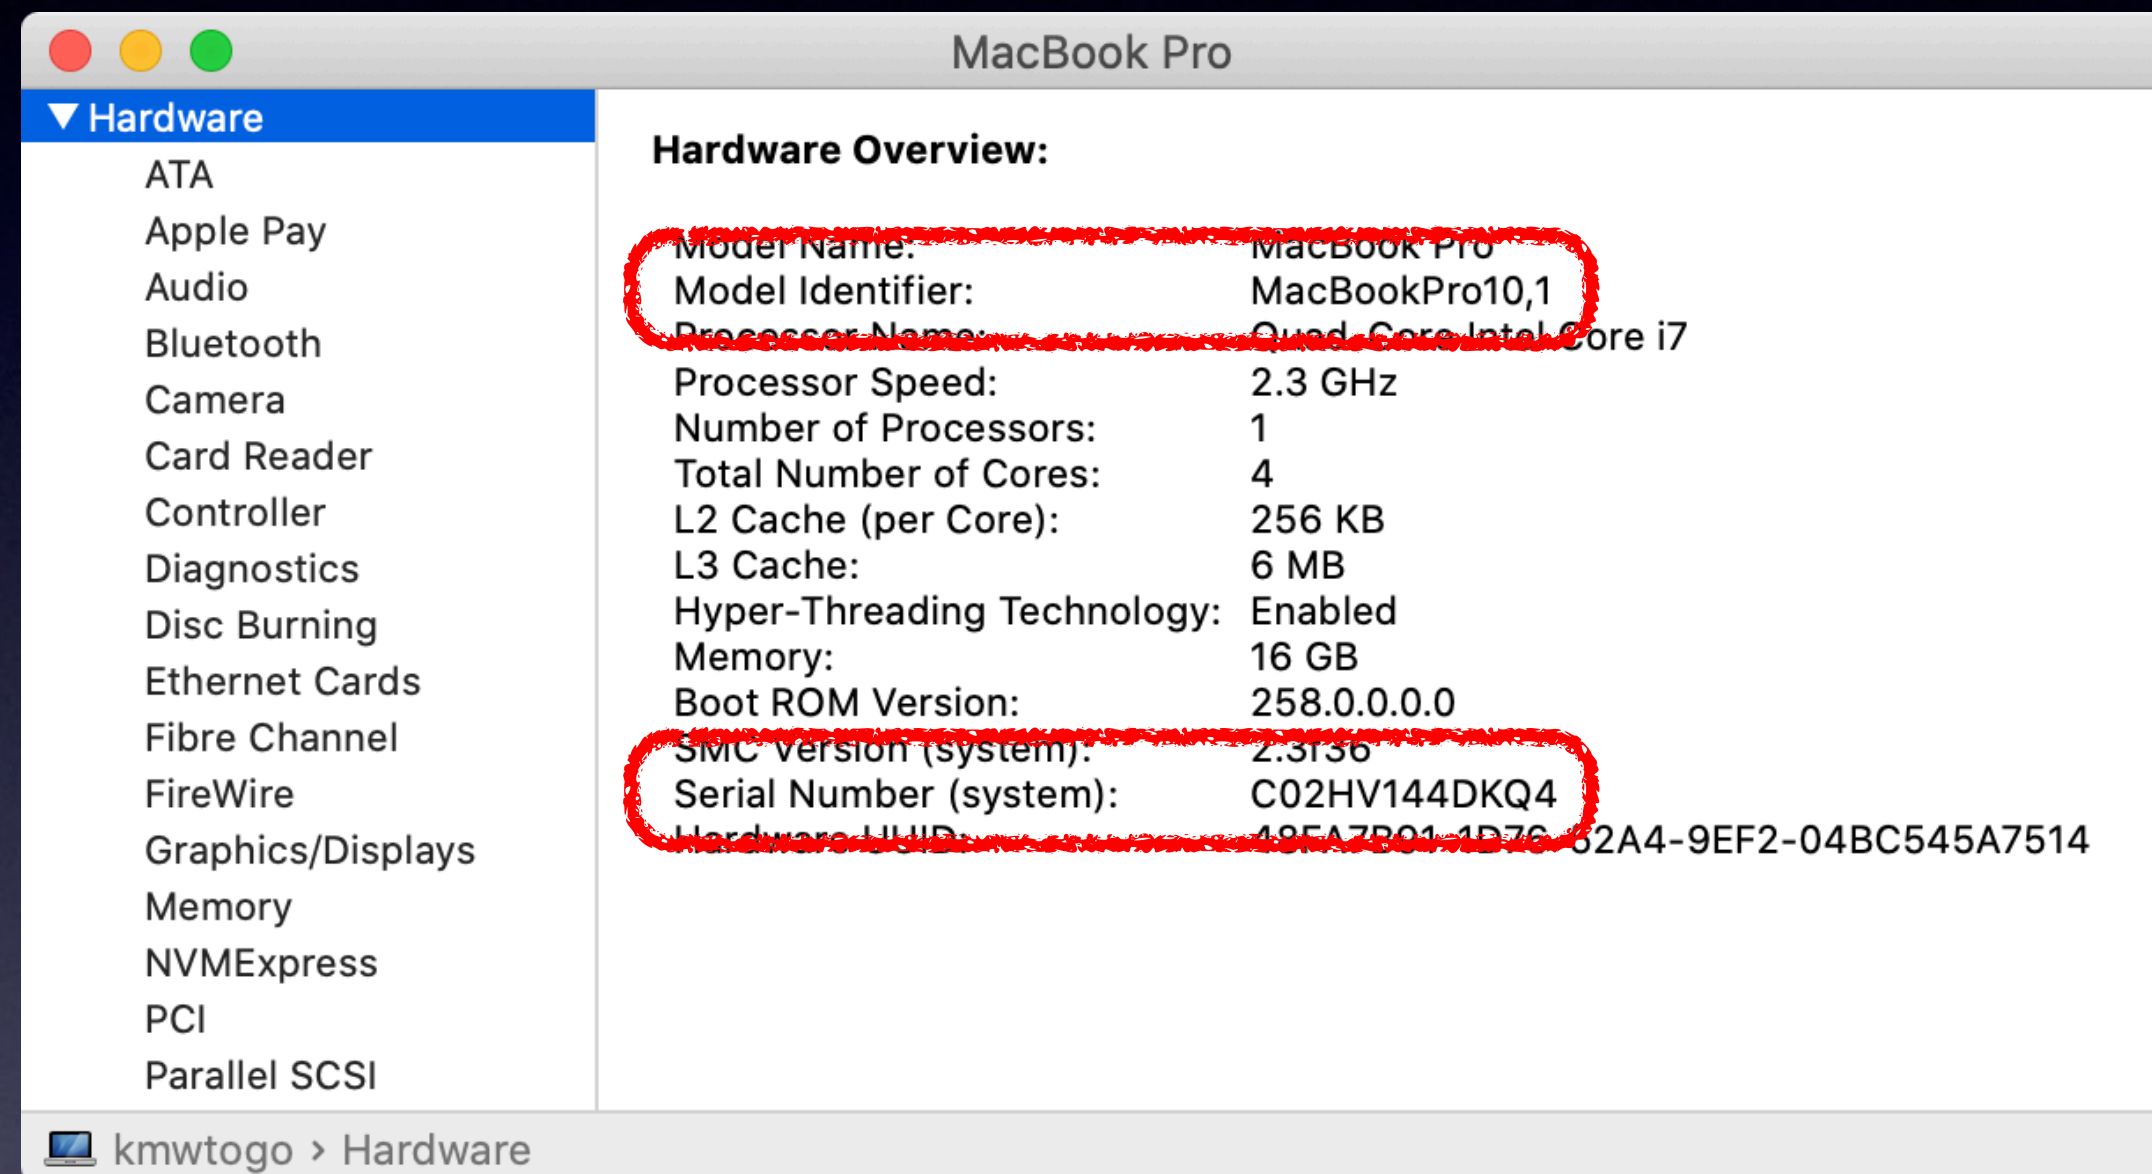 MacBook Pro
Hardware
ATA
Apple Pay
Audio
Bluetooth
Camera
Card Reader
Controller
Diagnostics
Disc Burning
Ethernet Cards
Fibre Channel
FireWire
Graphics/Displays
Memory
NVMExpress
PCI
Parallel SCSI
Hardware Overview:
Model Name: MacBook Pro
Model Identifier: MacBookPro10,1
Processor Name: Quad-Core Intel Core i7
Processor Speed: 2.3 GHz
Number of Processors: 1
Total Number of Cores: 4
L2 Cache (per Core): 256 KB
L3 Cache: 6 MB
Hyper-Threading Technology: Enabled
Memory: 16 GB
Boot ROM Version: 258.0.0.0.0
SMC Version (system): 2.3f36
Serial Number (system): C02HV144DKQ4
Hardware UUID: -9EF2-04BC545A7514
kmwtogo › Hardware